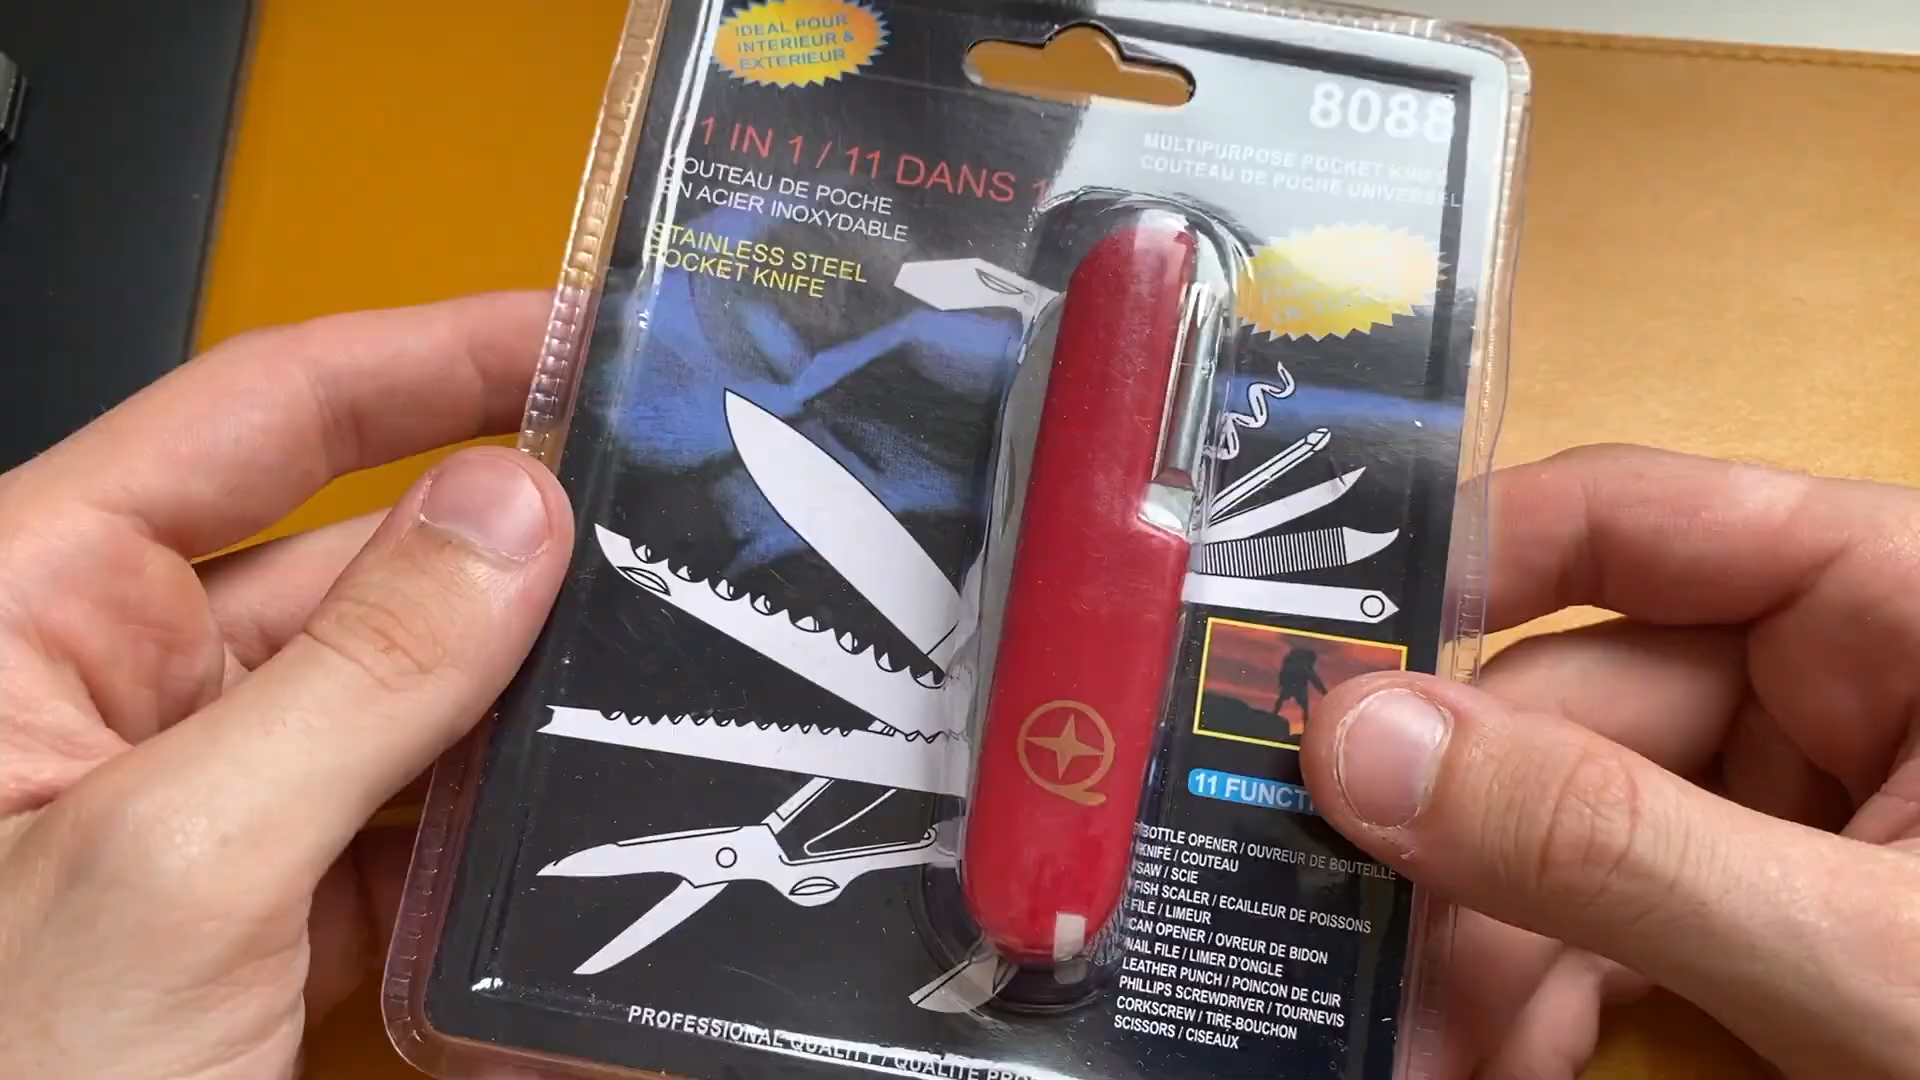 IDEAL POUR
INTERIEUR &
EXTERIEUR
8088
1 IN 1 / 11 DANS 1
MULTIPURPOSE POCKET KNIFE
COUTEAU DE POCHE UNIVERSEL
COUTEAU DE POCHE
EN ACIER INOXYDABLE
STAINLESS STEEL
POCKET KNIFE
11 FUNCTI
BOTTLE OPENER / OUVREUR DE BOUTEILLE
KNIFE / COUTEAU
SAW / SCIE
FISH SCALER / ECAILLEUR DE POISSONS
FILE / LIMEUR
CAN OPENER / OVREUR DE BIDON
NAIL FILE / LIMER D'ONGLE
LEATHER PUNCH / POINCON DE CUIR
PHILLIPS SCREWDRIVER / TOURNEVIS
CORKSCREW / TIRE-BOUCHON
SCISSORS / CISEAUX
PROFESSIONAL QUALITY / QUALITE PRO